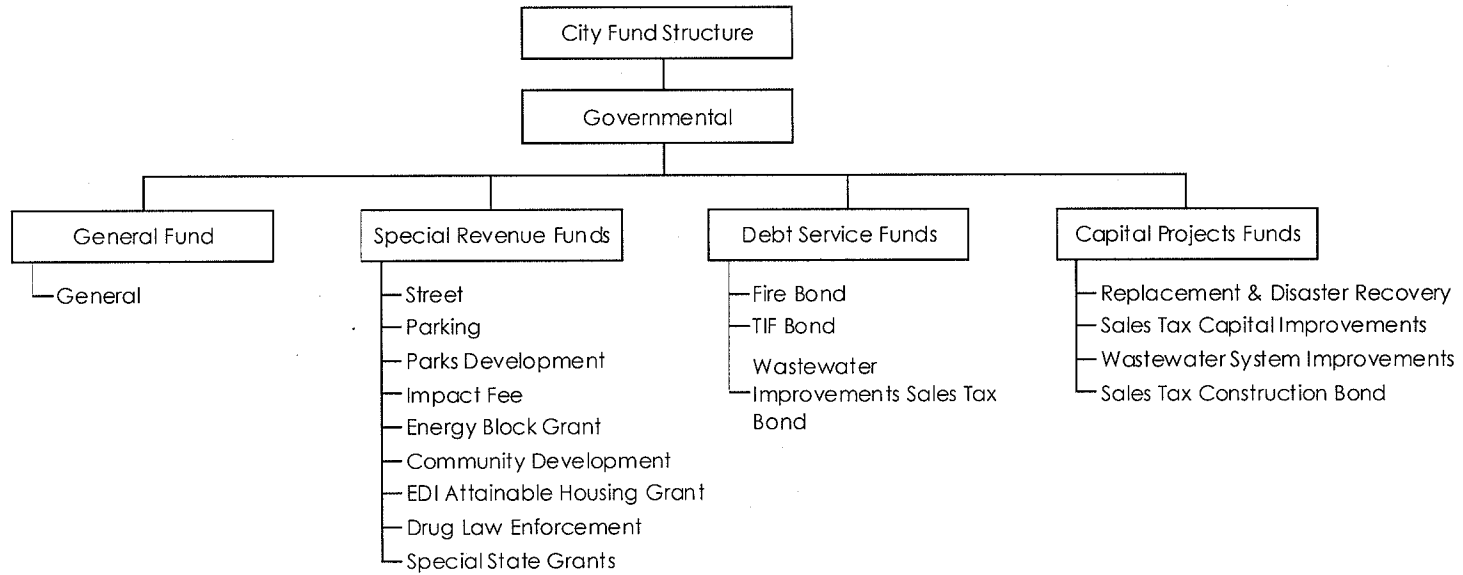 City Fund Structure
Governmental
General Fund
General
Special Revenue Funds
Street
Parking
Parks Development
Impact Fee
Energy Block Grant
Community Development
EDI Attainable Housing Grant
Drug Law Enforcement
Special State Grants
Debt Service Funds
Fire Bond
TIF Bond
Wastewater
Improvements Sales Tax
Bond
Capital Projects Funds
Replacement & Disaster Recovery
Sales Tax Capital Improvements
Wastewater System Improvements
Sales Tax Construction Bond